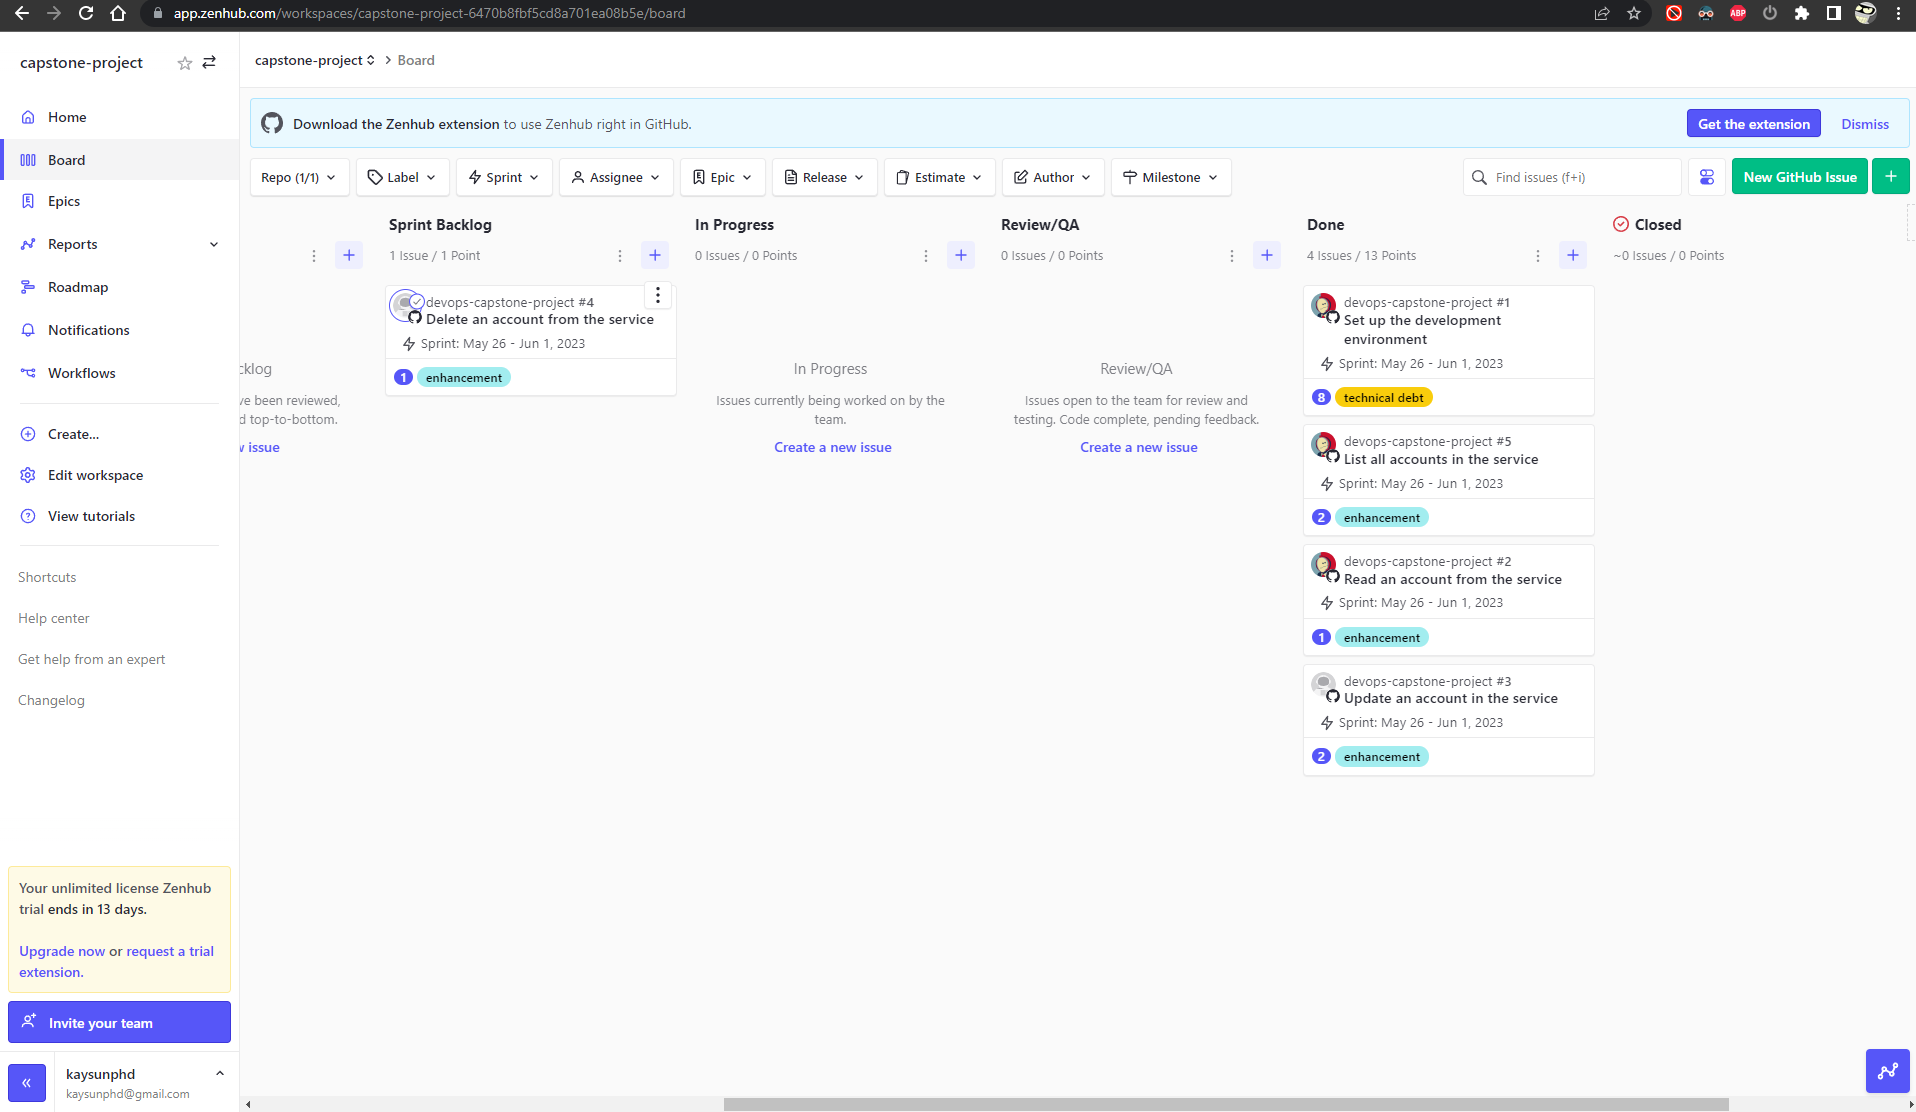 app.zenhub.com/workspaces/capstone-project-6470b8fbf5cd8a701ea08b5e/board
ABP
capstone-project
capstone-project > Board
Home
Board
Epics
Reports
Roadmap
Notifications
Workflows
Create...
Edit workspace
View tutorials
Shortcuts
Help center
Get help from an expert
Changelog
Your unlimited license Zenhub
trial ends in 13 days.
Upgrade now or request a trial
extension.
Invite your team
kaysunphd
kaysunphd@gmail.com
Download the Zenhub extension to use Zenhub right in GitHub.
Get the extension
Dismiss
Repo (1/1)
Label
Sprint
Assignee
Epic
Release
Estimate
Author
Milestone
Find issues (f+i)
New GitHub Issue
+
cklog
ve been reviewed,
d top-to-bottom.
v issue
Sprint Backlog
1 Issue / 1 Point
devops-capstone-project #4
Delete an account from the service
Sprint: May 26 - Jun 1, 2023
1 enhancement
In Progress
0 Issues / 0 Points
In Progress
Issues currently being worked on by the
team.
Create a new issue
Review/QA
0 Issues / 0 Points
Review/QA
Issues open to the team for review and
testing. Code complete, pending feedback.
Create a new issue
Done
4 Issues / 13 Points
devops-capstone-project #1
Set up the development
environment
Sprint: May 26 - Jun 1, 2023
8 technical debt
devops-capstone-project #5
List all accounts in the service
Sprint: May 26 - Jun 1, 2023
2 enhancement
devops-capstone-project #2
Read an account from the service
Sprint: May 26 - Jun 1, 2023
1 enhancement
devops-capstone-project #3
Update an account in the service
Sprint: May 26 - Jun 1, 2023
2 enhancement
Closed
~0 Issues / 0 Points